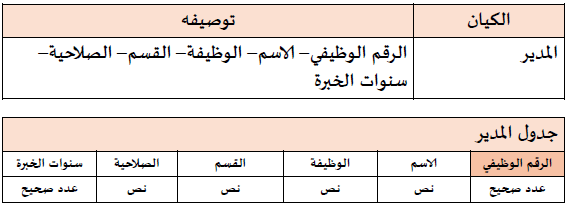 الكيان توصيفه
المدير الرقم الوظيفي– الاسم– الوظيفة– القسم– الصلاحية–
سنوات الخبرة
جدول المدير
الرقم الوظيفي الاسم الوظيفة القسم الصلاحية سنوات الخبرة
عدد صحيح نص نص نص نص عدد صحيح